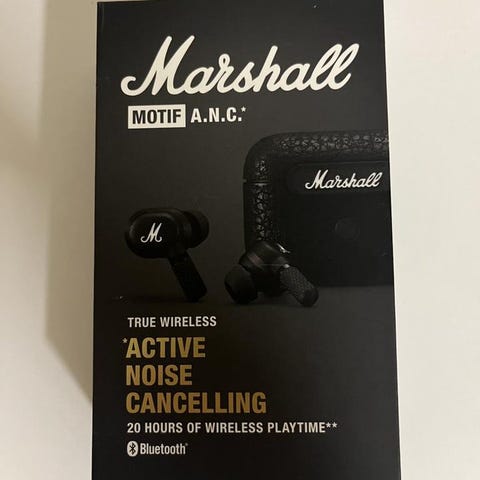 Marshall
MOTIF A.N.C.*
Marshall
M
TRUE WIRELESS
*ACTIVE
NOISE
CANCELLING
20 HOURS OF WIRELESS PLAYTIME**
Bluetooth®